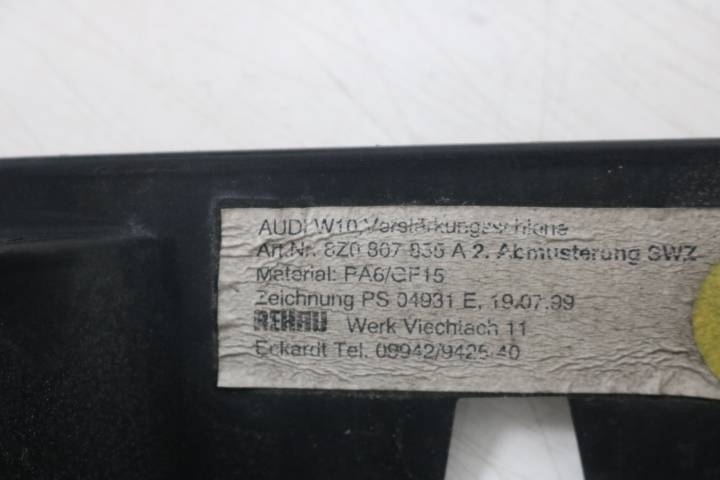 AUDI W10, Verstärkungsschiene
Art.Nr. 8Z0 807 835 A 2. Abmusterung SWZ
Material: PA6/GF15
Zeichnung PS 04931 E, 19.07.99
REHAU Werk Viechtach 11
Eckardt Tel. 09942/9425 40